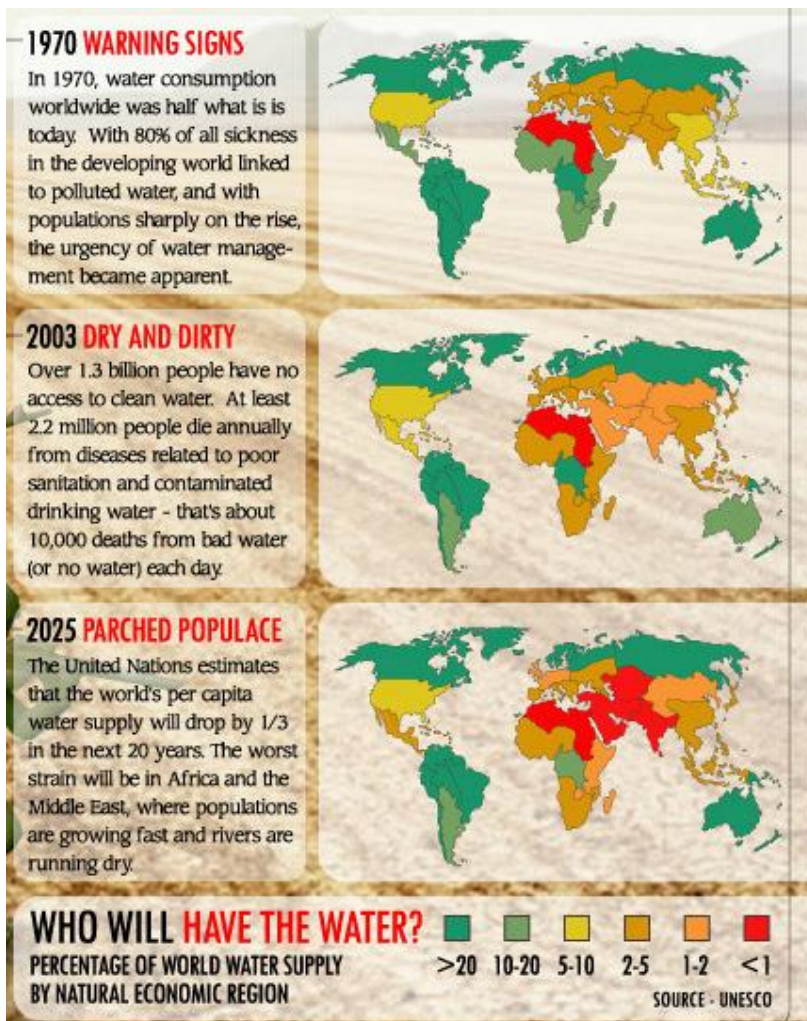 1970 WARNING SIGNS
In 1970, water consumption
worldwide was half what is is
today. With 80% of all sickness
in the developing world linked
to polluted water, and with
populations sharply on the rise,
the urgency of water manage-
ment became apparent.
2003 DRY AND DIRTY
Over 1.3 billion people have no
access to clean water. At least
2.2 million people die annually
from diseases related to poor
sanitation and contaminated
drinking water - that's about
10,000 deaths from bad water
(or no water) each day.
2025 PARCHED POPULACE
The United Nations estimates
that the world's per capita
water supply will drop by 1/3
in the next 20 years. The worst
strain will be in Africa and the
Middle East, where populations
are growing fast and rivers are
running dry.
WHO WILL HAVE THE WATER?
PERCENTAGE OF WORLD WATER SUPPLY
BY NATURAL ECONOMIC REGION
>20 10-20 5-10 2-5 1-2 <1
SOURCE - UNESCO